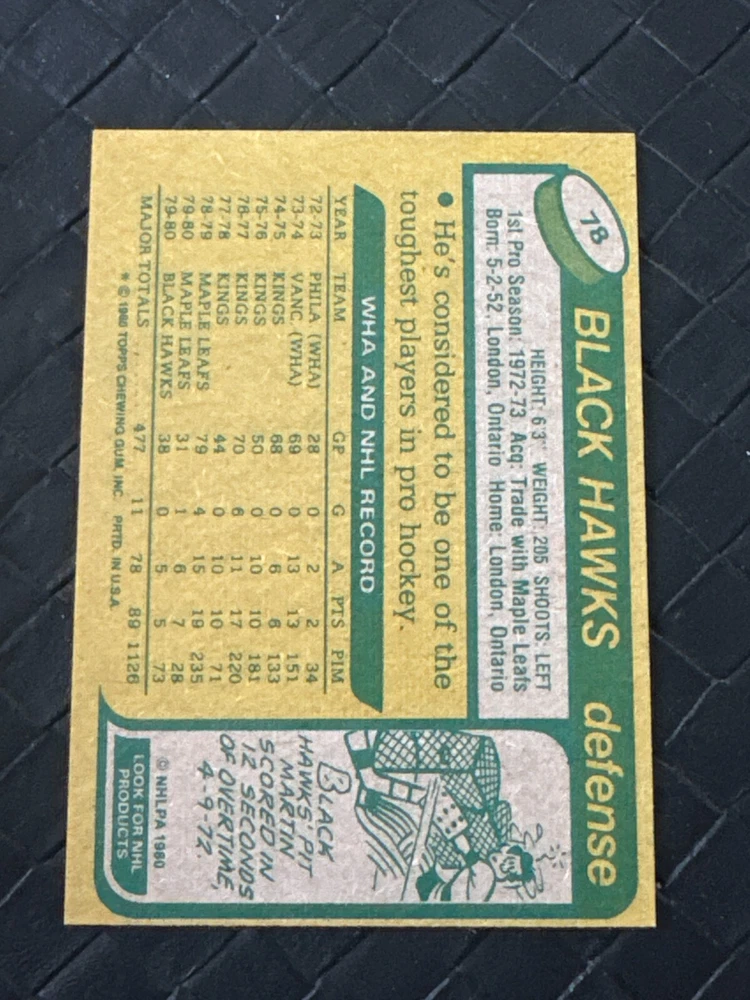 78
BLACK HAWKS defense
HEIGHT: 6'3" WEIGHT: 205 SHOOTS: LEFT
1st Pro Season: 1972-73 Acq: Trade with Maple Leafs
Born: 5-2-52, London, Ontario Home: London, Ontario
● He's considered to be one of the
toughest players in pro hockey.
WHA AND NHL RECORD
YEAR TEAM GP G A PTS PIM
72-73 PHILA (WHA) 28 0 2 2 34
73-74 VANC. (WHA) 69 0 13 13 151
74-75 KINGS 68 0 6 6 133
75-76 KINGS 50 0 10 10 181
76-77 KINGS 70 6 11 17 220
77-78 KINGS 44 0 10 10 71
78-79 MAPLE LEAFS 79 4 15 19 235
79-80 MAPLE LEAFS 31 1 6 7 28
79-80 BLACK HAWKS 38 0 5 5 73
MAJOR TOTALS ...... 477 11 78 89 1126
* © 1980 TOPPS CHEWING GUM, INC. PRTD. IN U.S.A.
BLACK
HAWKS' PIT
MARTIN
SCORED IN
12 SECONDS
OF OVERTIME,
4-9-72.
© NHLPA 1980
LOOK FOR NHL
PRODUCTS